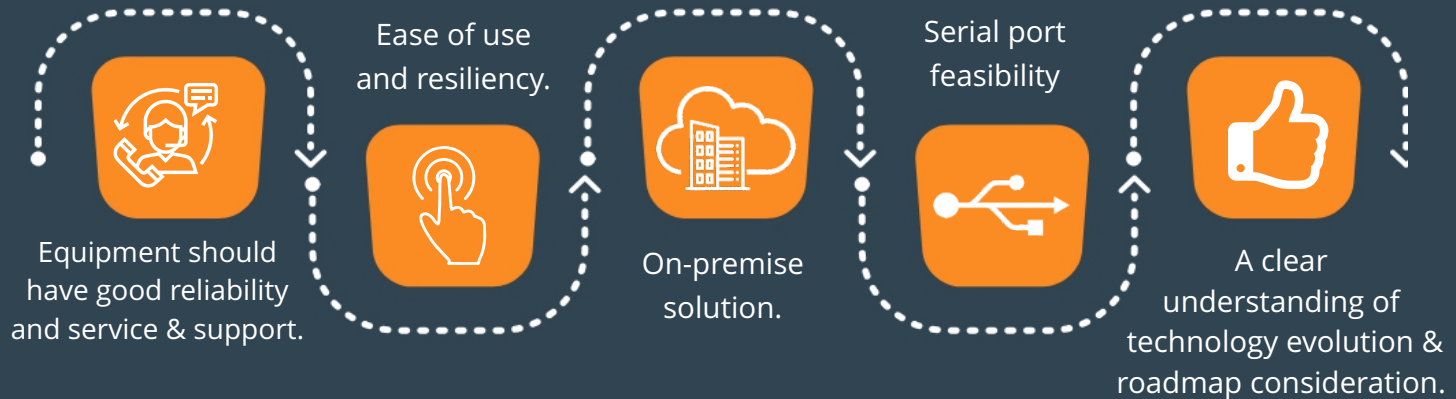 Equipment should
have good reliability
and service & support.
Ease of use
and resiliency.
On-premise
solution.
Serial port
feasibility
A clear
understanding of
technology evolution &
roadmap consideration.